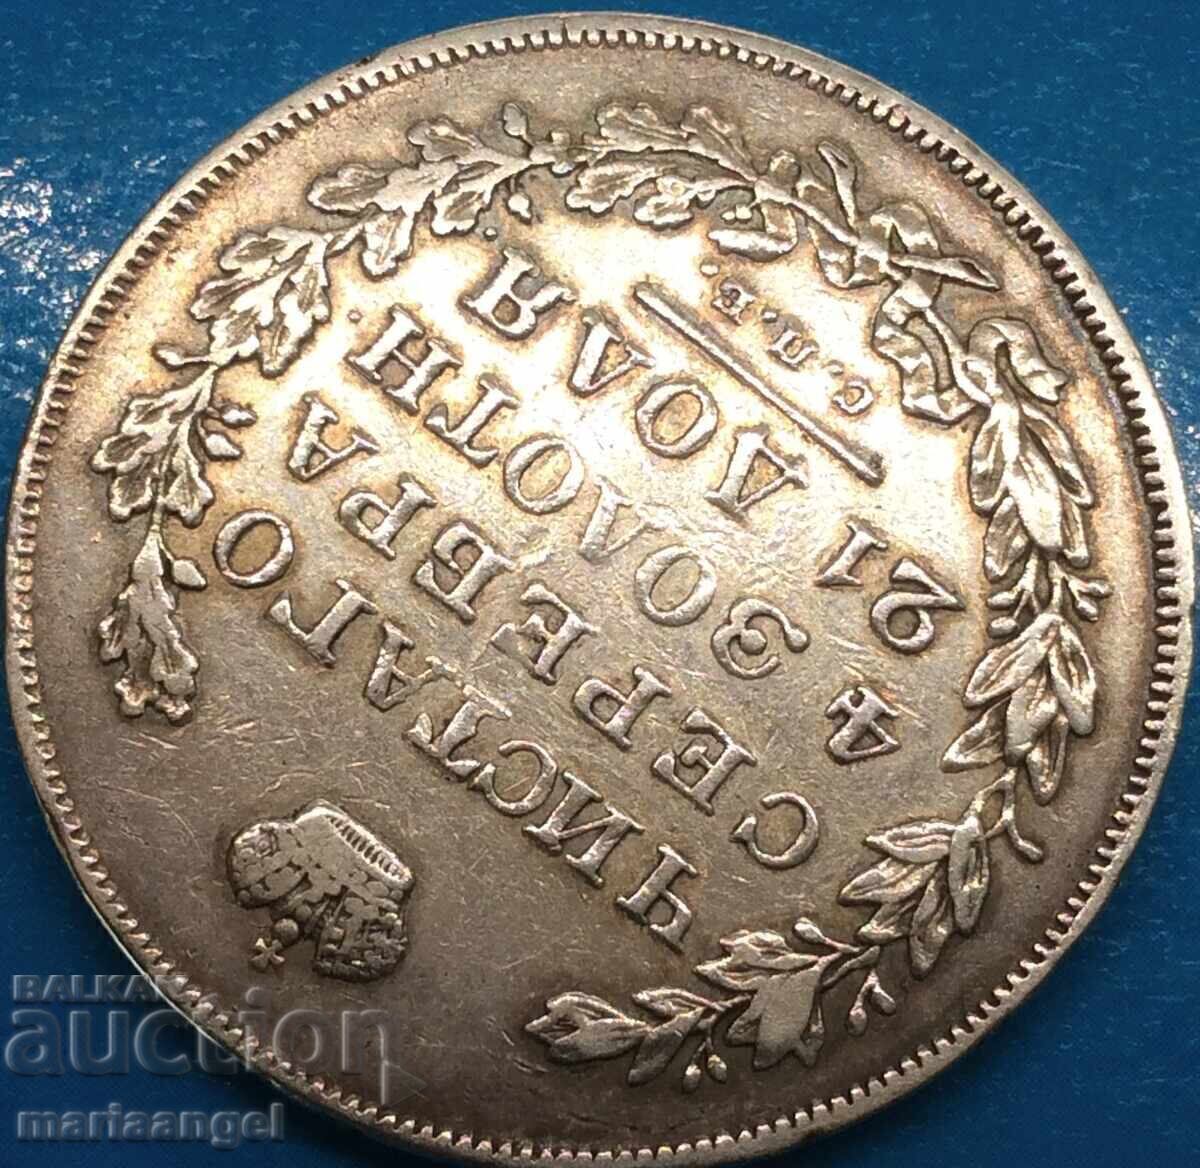 ЧИСТАГО
СЕРЕБРА
4 ЗОЛОТН.
21 ДОЛЯ
С.П.Б.
BALKAN
auction
mariaangel